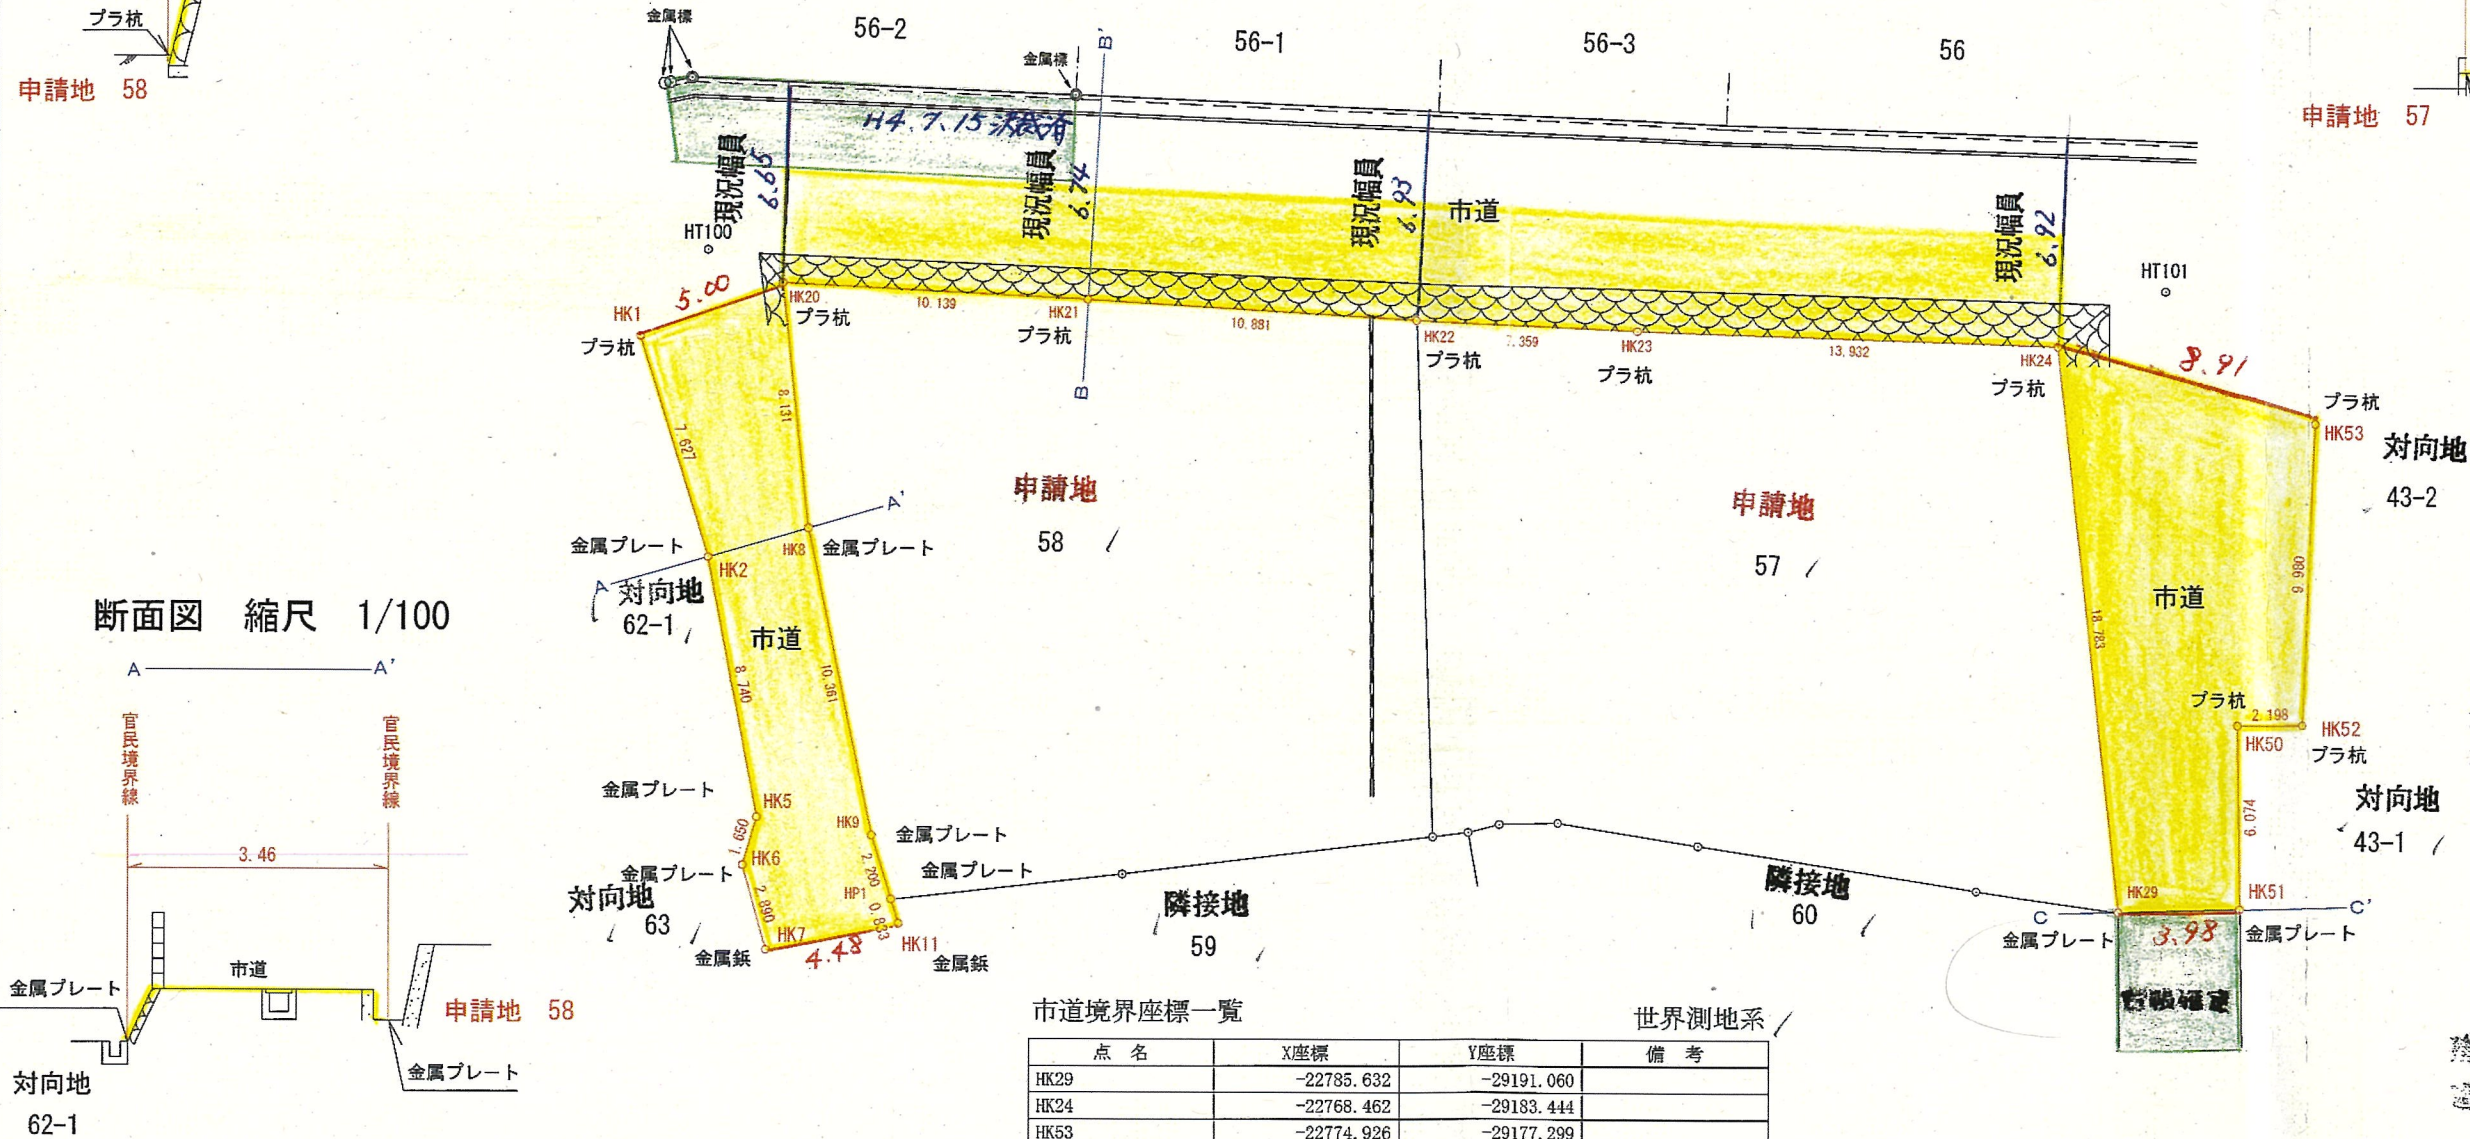 プラ杭
申請地 58
金属標
56-2
金属標
B'
56-1
56-3
56
申請地 57
H4.7.15
現況幅員
6.65
現況幅員
6.74
現況幅員
6.93
市道
現況幅員
6.92
HT100
HT101
HK1
プラ杭
5.00
HK20
プラ杭
10.139
HK21
プラ杭
10.881
HK22
プラ杭
7.359
HK23
プラ杭
13.932
HK24
プラ杭
8.91
プラ杭
HK53
対向地
43-2
B
8.131
7.627
申請地
58
申請地
57
A'
金属プレート
HK8
金属プレート
HK2
A
対向地
62-1
市道
市道
9.980
18.783
断面図 縮尺 1/100
A
A'
官民境界線
官民境界線
3.46
市道
金属プレート
申請地 58
対向地
62-1
金属プレート
8.740
10.361
金属プレート
HK5
HK9
金属プレート
1.650
HK6
金属プレート
2.200
金属プレート
HP1
対向地
63
2.890
0.833
HK7
金属鋲
4.48
HK11
金属鋲
隣接地
59
隣接地
60
プラ杭
2.198
HK50
HK52
プラ杭
6.074
対向地
43-1
HK29
HK51
C
C'
金属プレート
3.98
金属プレート
市道境界座標一覧
世界測地系
点 名 X座標 Y座標 備 考
HK29 -22785.632 -29191.060
HK24 -22768.462 -29183.444
HK53 -22774.926 -29177.299